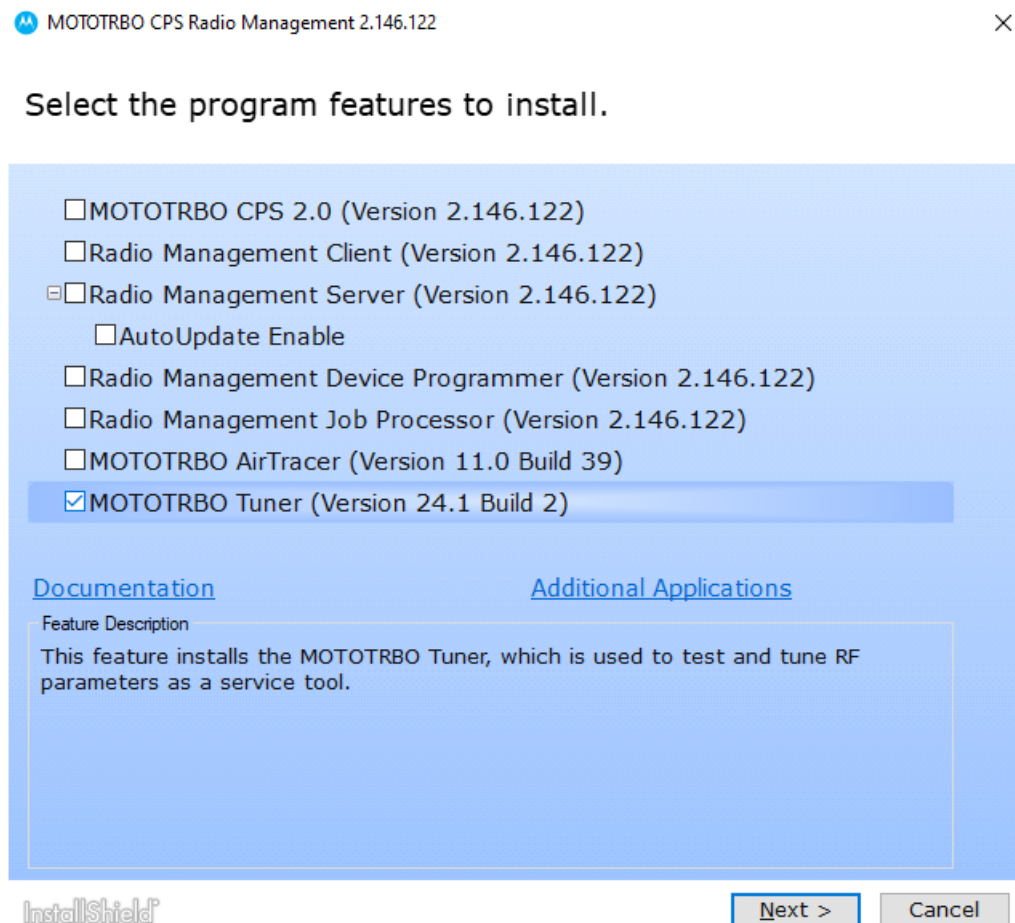 MOTOTRBO CPS Radio Management 2.146.122
Select the program features to install.
MOTOTRBO CPS 2.0 (Version 2.146.122)
Radio Management Client (Version 2.146.122)
Radio Management Server (Version 2.146.122)
AutoUpdate Enable
Radio Management Device Programmer (Version 2.146.122)
Radio Management Job Processor (Version 2.146.122)
MOTOTRBO AirTracer (Version 11.0 Build 39)
MOTOTRBO Tuner (Version 24.1 Build 2)
Documentation Additional Applications
Feature Description
This feature installs the MOTOTRBO Tuner, which is used to test and tune RF
parameters as a service tool.
InstallShield
Next > Cancel